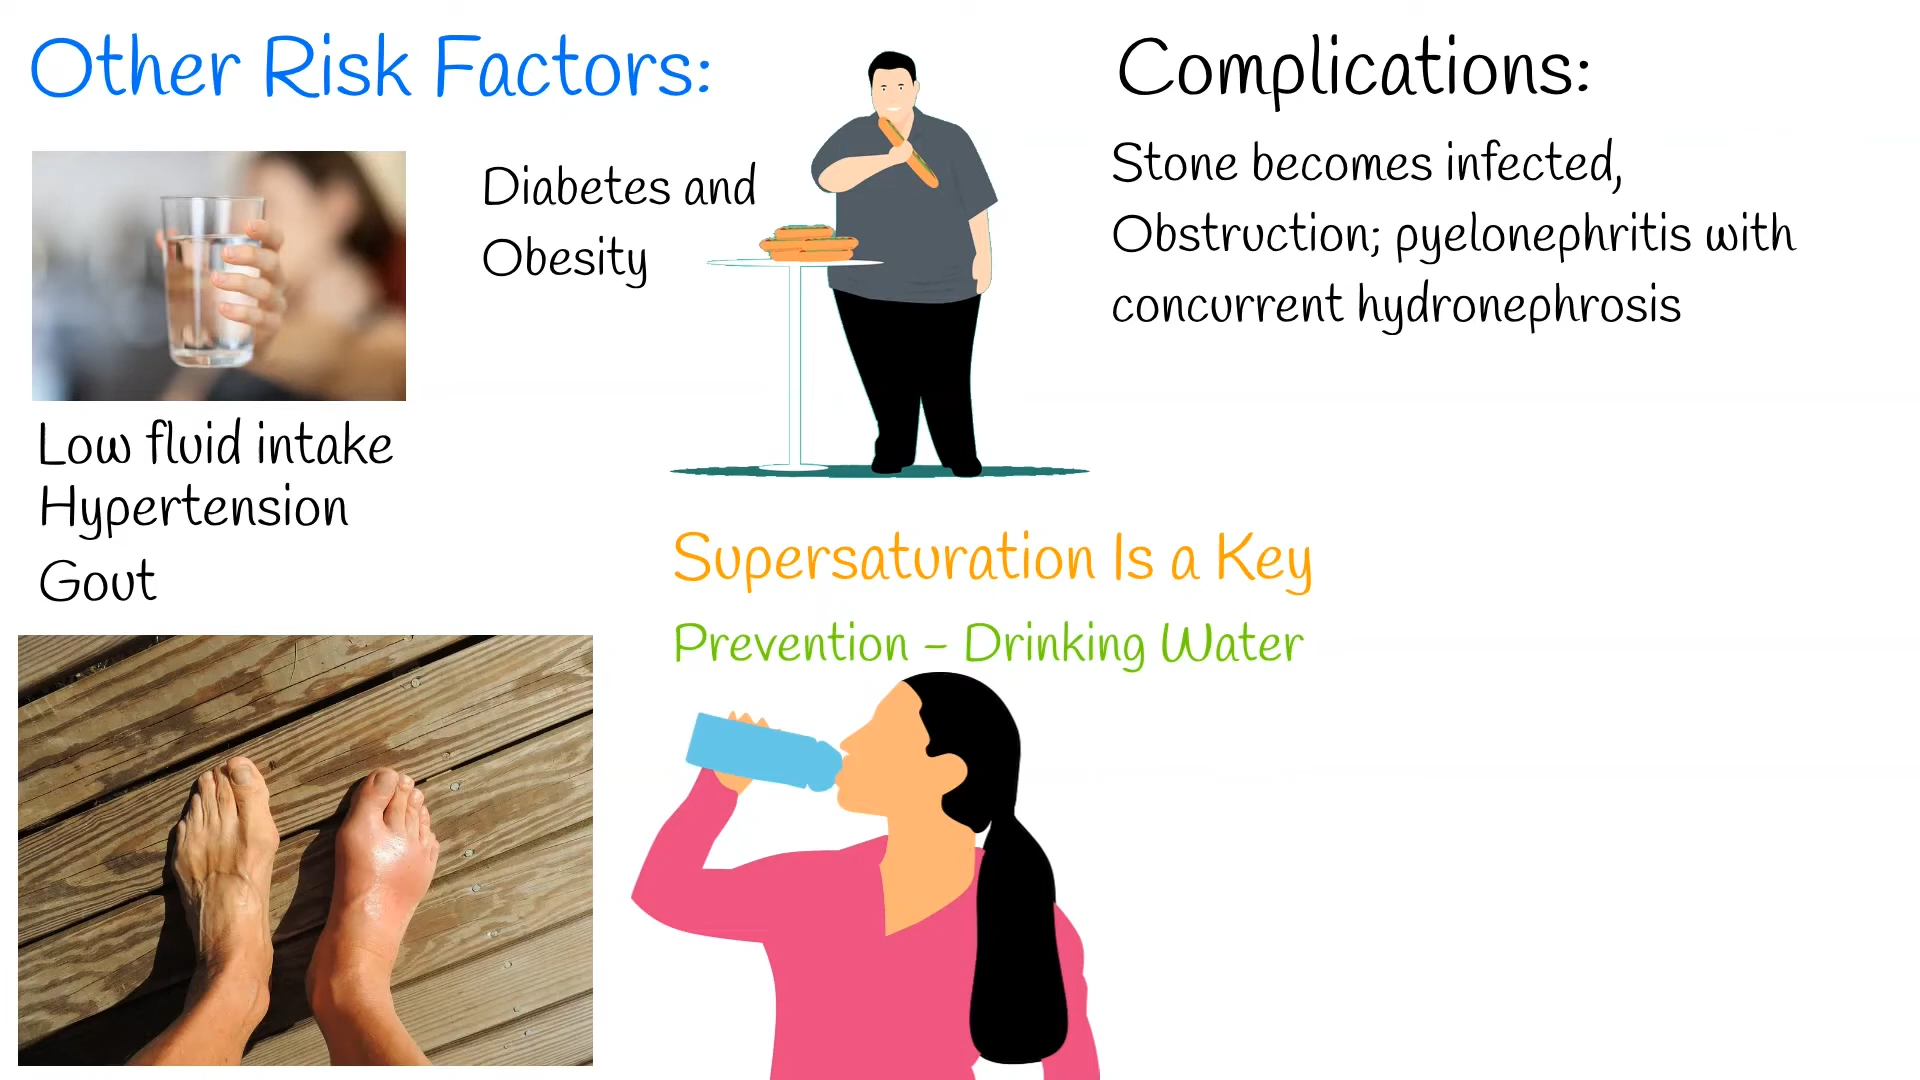 Other Risk Factors:
Low fluid intake
Hypertension
Gout
Diabetes and
Obesity
Complications:
Stone becomes infected,
Obstruction; pyelonephritis with
concurrent hydronephrosis
Supersaturation Is a Key
Prevention - Drinking Water